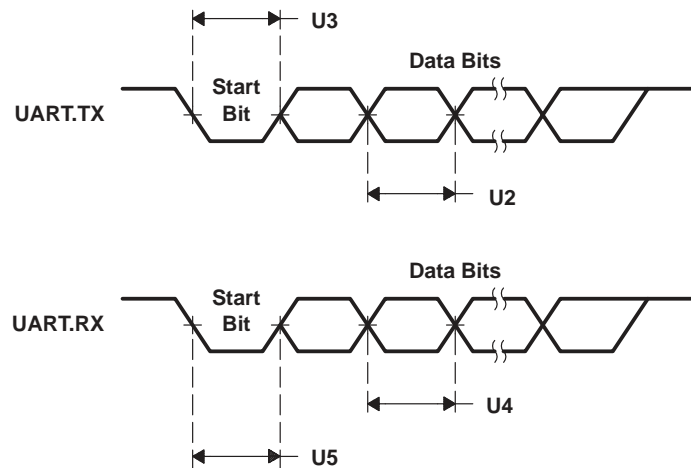 U3
Data Bits
Start
Bit
UART.TX
U2
Data Bits
Start
Bit
UART.RX
U4
U5